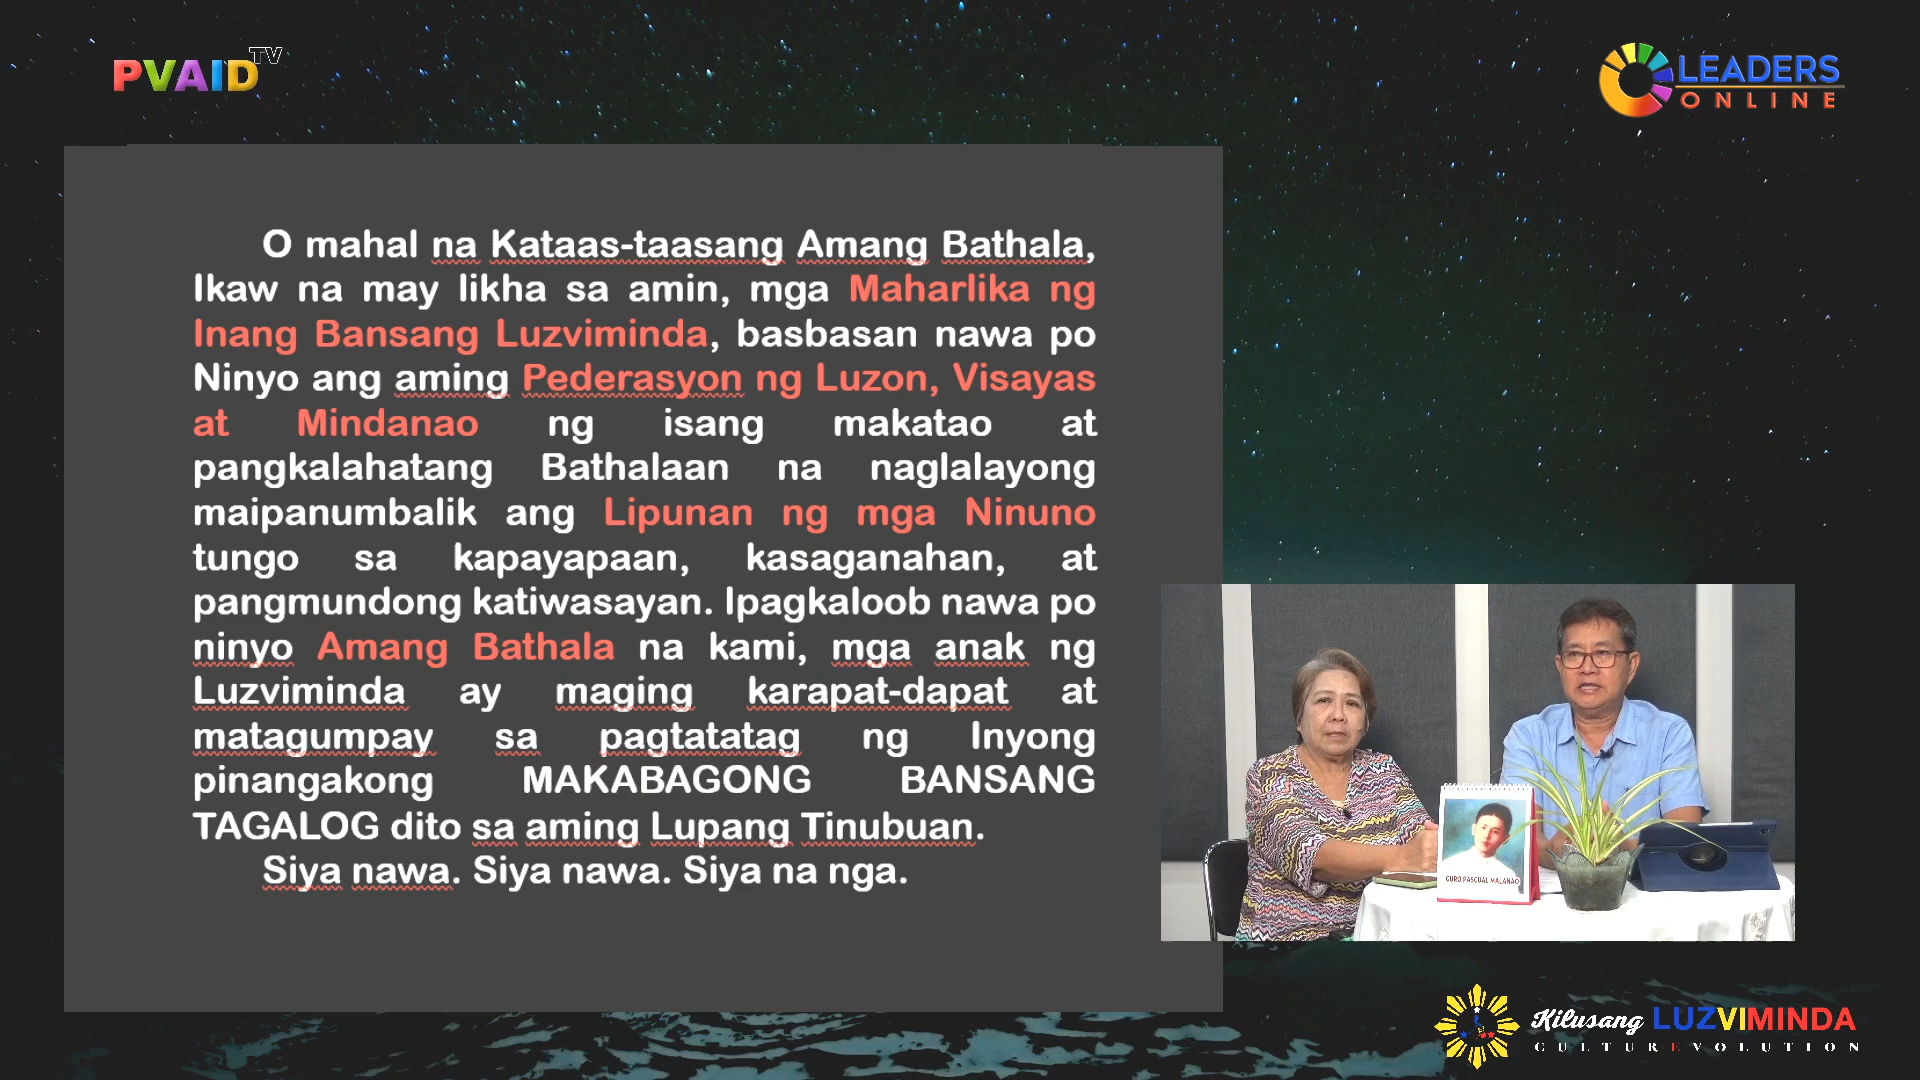 PVAID TV
LEADERS
ONLINE
O mahal na Kataas-taasang Amang Bathala,
Ikaw na may likha sa amin, mga Maharlika ng
Inang Bansang Luzviminda, basbasan nawa po
Ninyo ang aming Pederasyon ng Luzon, Visayas
at Mindanao ng isang makatao at
pangkalahatang Bathalaan na naglalayong
maipanumbalik ang Lipunan ng mga Ninuno
tungo sa kapayapaan, kasaganahan, at
pangmundong katiwasayan. Ipagkaloob nawa po
ninyo Amang Bathala na kami, mga anak ng
Luzviminda ay maging karapat-dapat at
matagumpay sa pagtatatag ng Inyong
pinangakong MAKABAGONG BANSANG
TAGALOG dito sa aming Lupang Tinubuan.
Siya nawa. Siya nawa. Siya na nga.
GURO PASCUAL MALANAO
Kilusang LUZVIMINDA
CULTUREVOLUTION